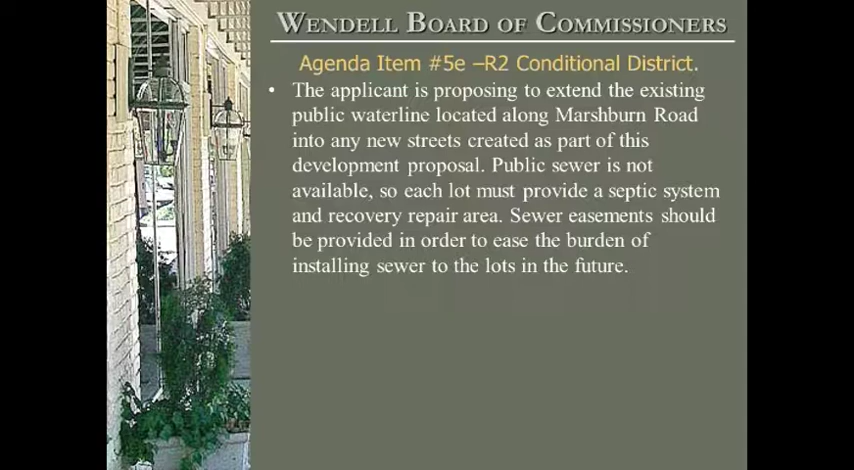 WENDELL BOARD OF COMMISSIONERS
Agenda Item #5e –R2 Conditional District.
• The applicant is proposing to extend the existing
public waterline located along Marshburn Road
into any new streets created as part of this
development proposal. Public sewer is not
available, so each lot must provide a septic system
and recovery repair area. Sewer easements should
be provided in order to ease the burden of
installing sewer to the lots in the future.